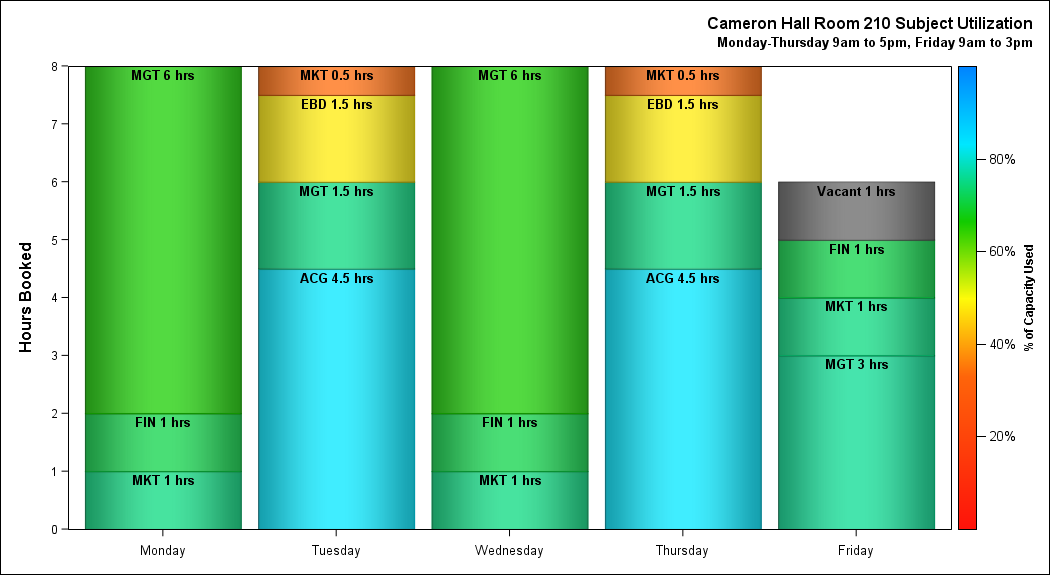 Cameron Hall Room 210 Subject Utilization
Monday-Thursday 9am to 5pm, Friday 9am to 3pm
Hours Booked
8
7
6
5
4
3
2
1
0
MGT 6 hrs
FIN 1 hrs
MKT 1 hrs
MKT 0.5 hrs
EBD 1.5 hrs
MGT 1.5 hrs
ACG 4.5 hrs
MGT 6 hrs
FIN 1 hrs
MKT 1 hrs
MKT 0.5 hrs
EBD 1.5 hrs
MGT 1.5 hrs
ACG 4.5 hrs
Vacant 1 hrs
FIN 1 hrs
MKT 1 hrs
MGT 3 hrs
Monday
Tuesday
Wednesday
Thursday
Friday
80%
60%
40%
20%
% of Capacity Used